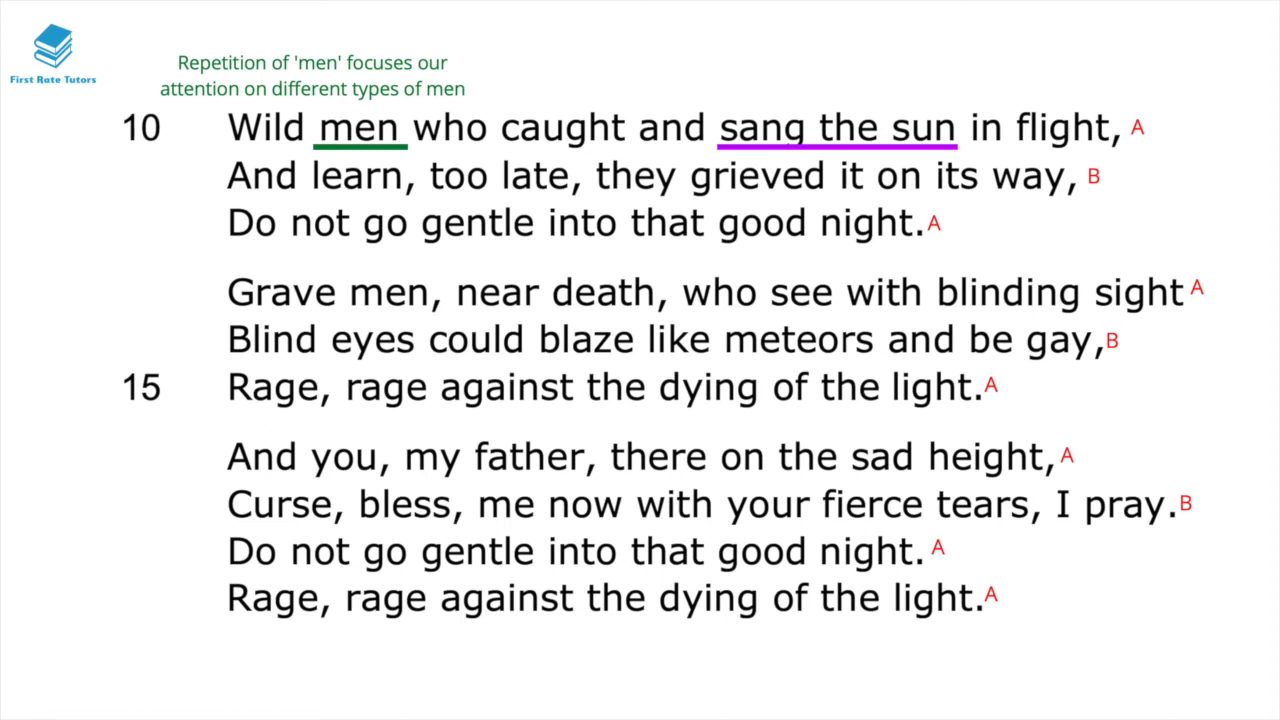 First Rate Tutors
Repetition of 'men' focuses our
attention on different types of men
10 Wild men who caught and sang the sun in flight, A
And learn, too late, they grieved it on its way, B
Do not go gentle into that good night. A
Grave men, near death, who see with blinding sight A
Blind eyes could blaze like meteors and be gay, B
15 Rage, rage against the dying of the light. A
And you, my father, there on the sad height, A
Curse, bless, me now with your fierce tears, I pray. B
Do not go gentle into that good night. A
Rage, rage against the dying of the light. A